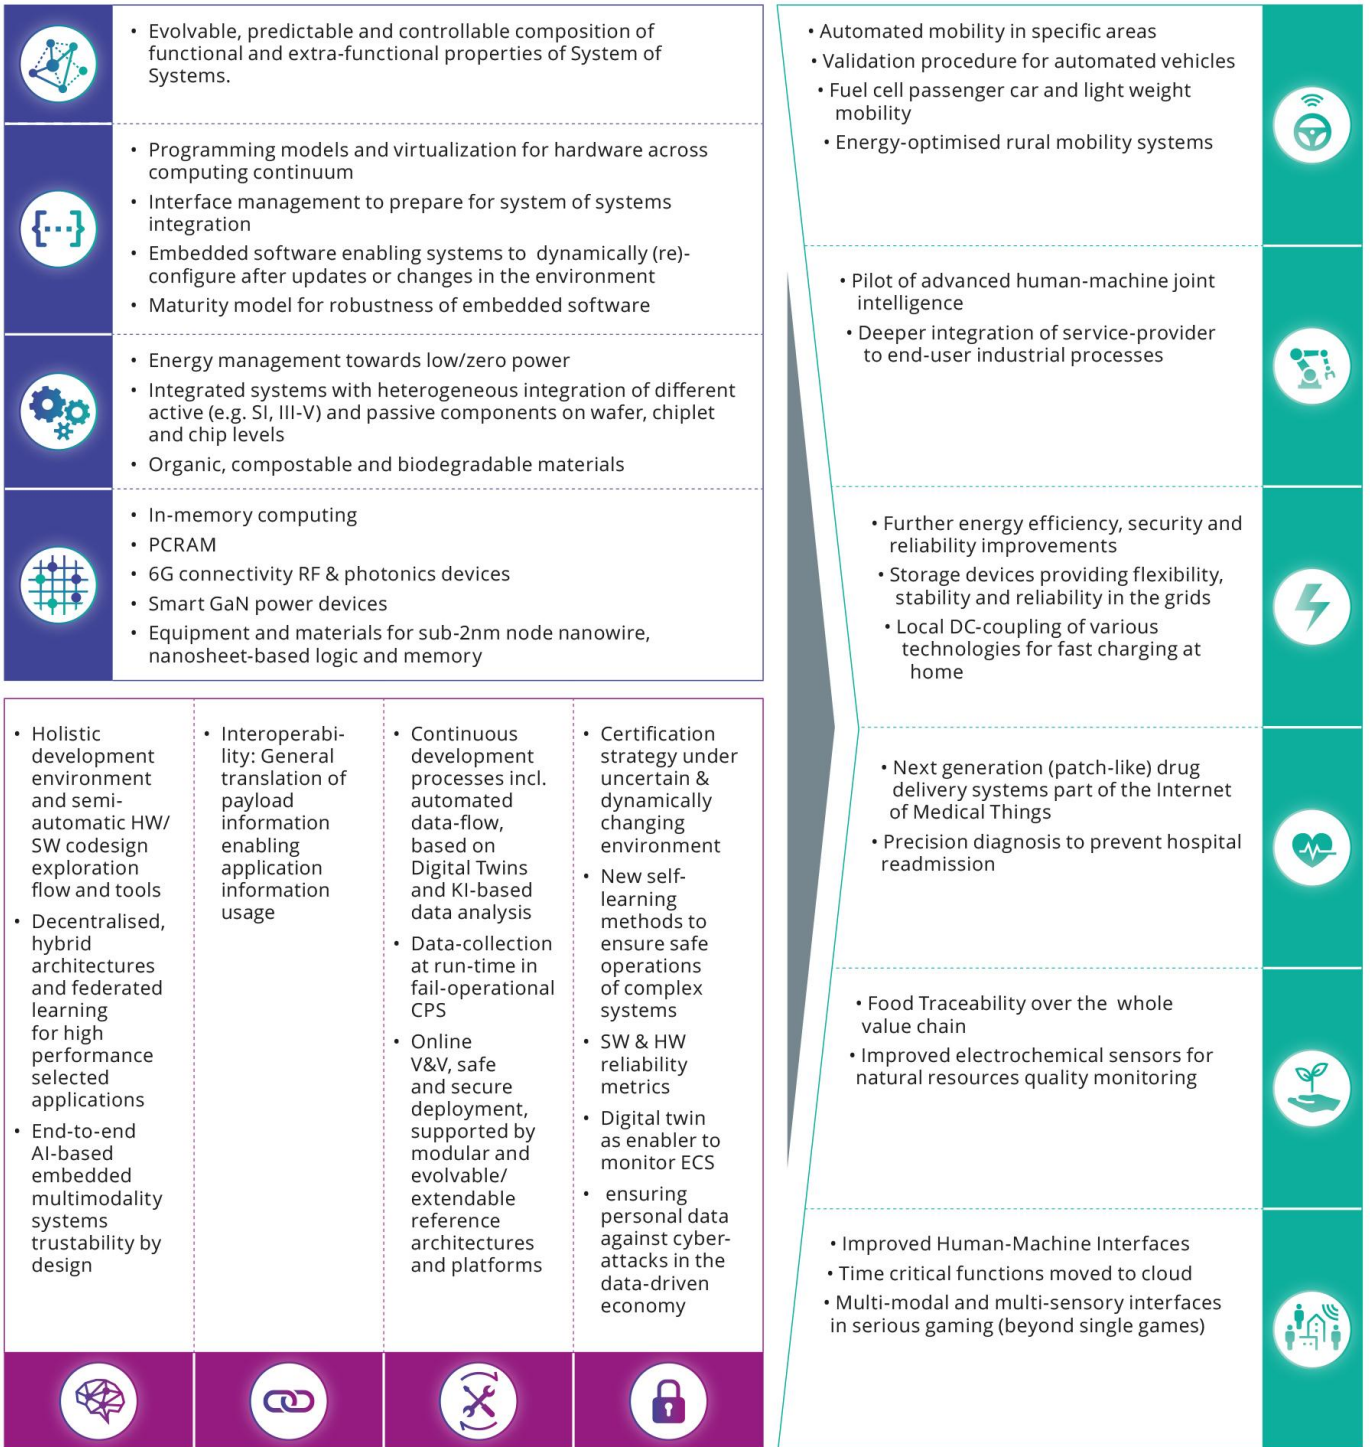 • Evolvable, predictable and controllable composition of
functional and extra-functional properties of System of
Systems.
• Programming models and virtualization for hardware across
computing continuum
• Interface management to prepare for system of systems
integration
• Embedded software enabling systems to  dynamically (re)-
configure after updates or changes in the environment
• Maturity model for robustness of embedded software
• Energy management towards low/zero power
• Integrated systems with heterogeneous integration of different
active (e.g. SI, III-V) and passive components on wafer, chiplet
and chip levels
• Organic, compostable and biodegradable materials
• In-memory computing
• PCRAM
• 6G connectivity RF & photonics devices
• Smart GaN power devices
• Equipment and materials for sub-2nm node nanowire,
nanosheet-based logic and memory
• Holistic
development
environment
and semi-
automatic HW/
SW codesign
exploration
flow and tools
• Decentralised,
hybrid
architectures
and federated
learning
for high
performance
selected
applications
• End-to-end
AI-based
embedded
multimodality
systems
trustability by
design
• Interoperabi-
lity: General
translation of
payload
information
enabling
application
information
usage
• Continuous
development
processes incl.
automated
data-flow,
based on
Digital Twins
and KI-based
data analysis
• Data-collection
at run-time in
fail-operational
CPS
• Online
V&V, safe
and secure
deployment,
supported by
modular and
evolvable/
extendable
reference
architectures
and platforms
• Certification
strategy under
uncertain &
dynamically
changing
environment
• New self-
learning
methods to
ensure safe
operations
of complex
systems
• SW & HW
reliability
metrics
• Digital twin
as enabler to
monitor ECS
• ensuring
personal data
against cyber-
attacks in the
data-driven
economy
• Automated mobility in specific areas
• Validation procedure for automated vehicles
• Fuel cell passenger car and light weight
mobility
• Energy-optimised rural mobility systems
• Pilot of advanced human-machine joint
intelligence
• Deeper integration of service-provider
to end-user industrial processes
• Further energy efficiency, security and
reliability improvements
• Storage devices providing flexibility,
stability and reliability in the grids
• Local DC-coupling of various
technologies for fast charging at
home
• Next generation (patch-like) drug
delivery systems part of the Internet
of Medical Things
• Precision diagnosis to prevent hospital
readmission
• Food Traceability over the  whole
value chain
• Improved electrochemical sensors for
natural resources quality monitoring
• Improved Human-Machine Interfaces
• Time critical functions moved to cloud
• Multi-modal and multi-sensory interfaces
in serious gaming (beyond single games)